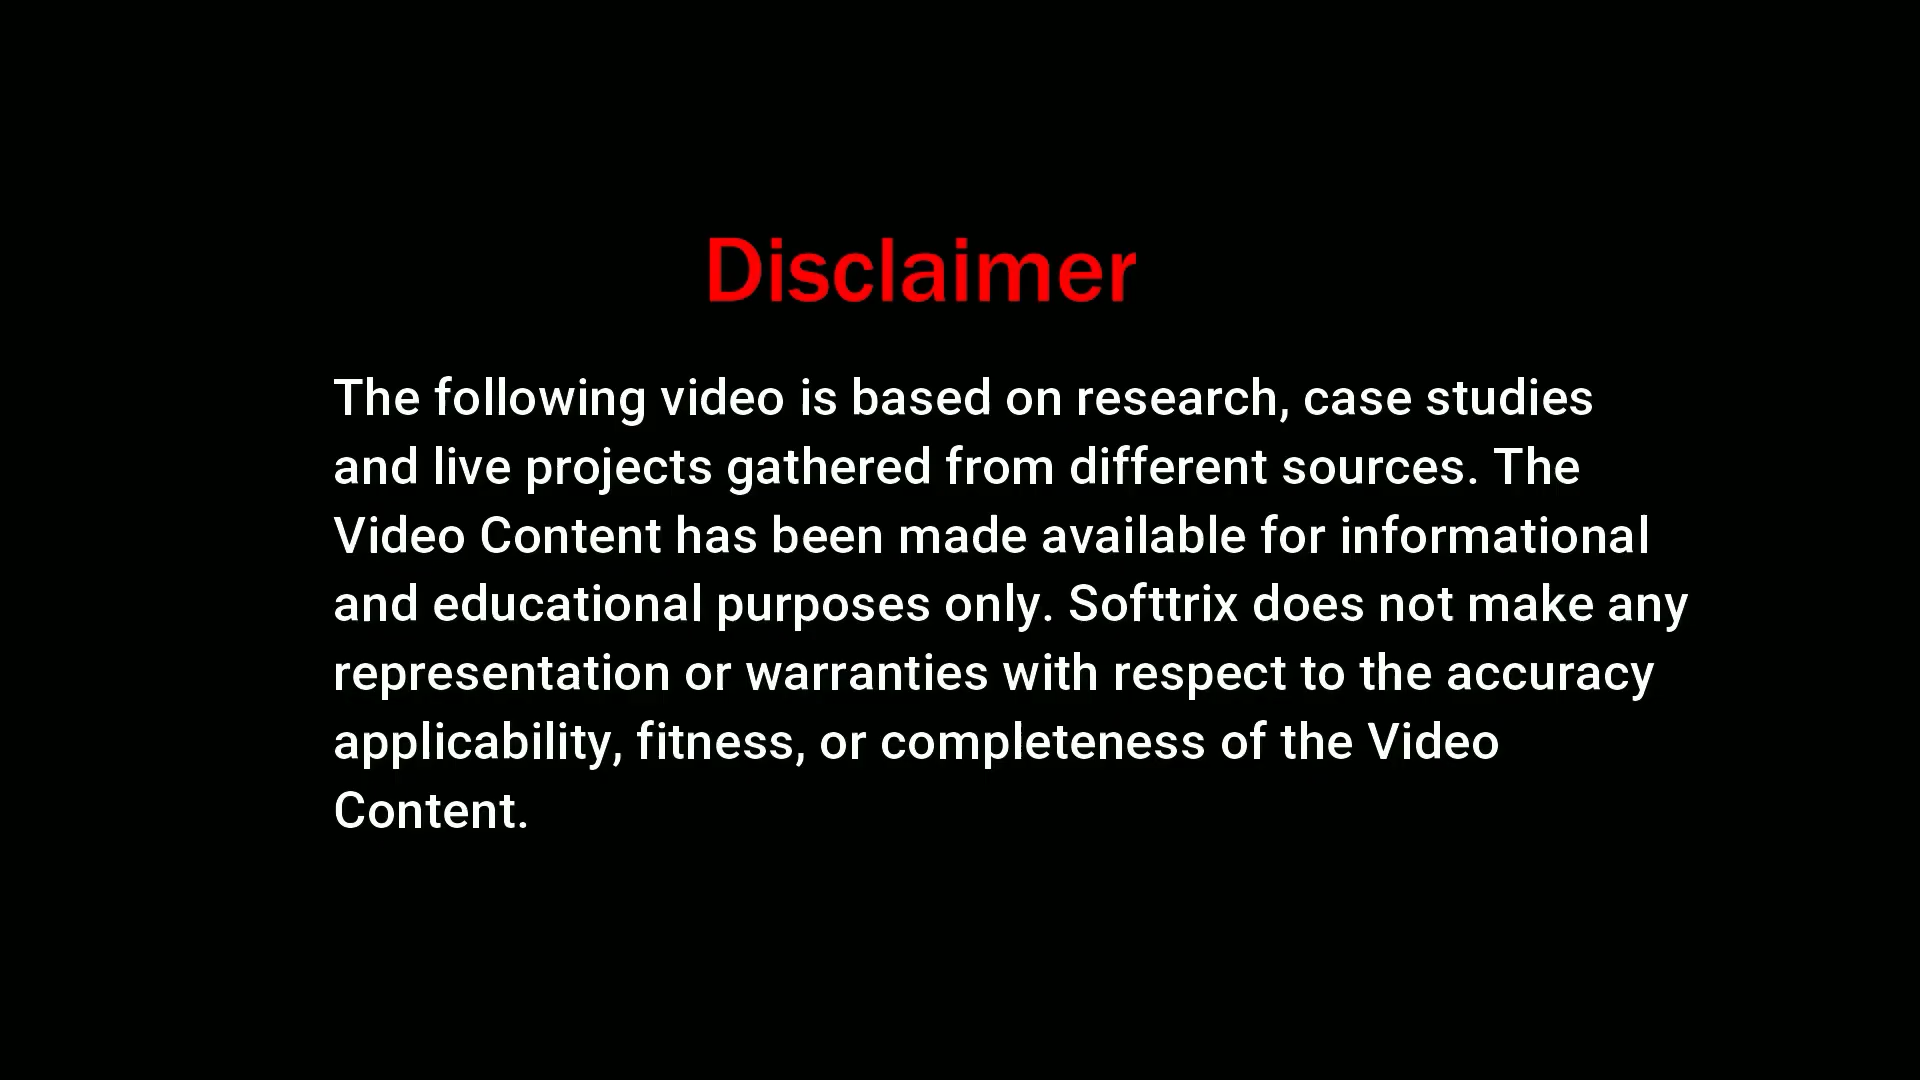 Disclaimer
The following video is based on research, case studies
and live projects gathered from different sources. The
Video Content has been made available for informational
and educational purposes only. Softtrix does not make any
representation or warranties with respect to the accuracy
applicability, fitness, or completeness of the Video
Content.